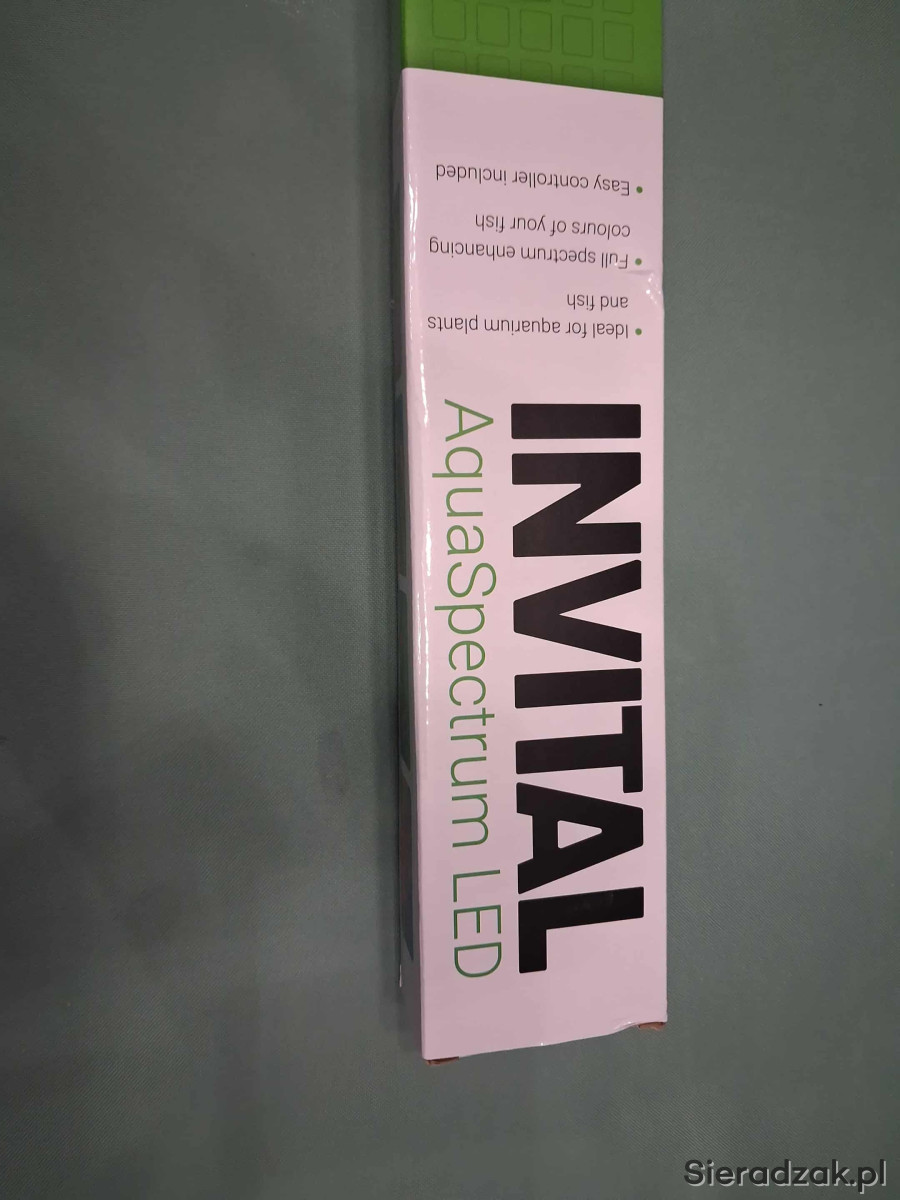 INVITAL
AquaSpectrum LED
• Ideal for aquarium plants
and fish
• Full spectrum enhancing
colours of your fish
• Easy controller included
Sieradzak.pl